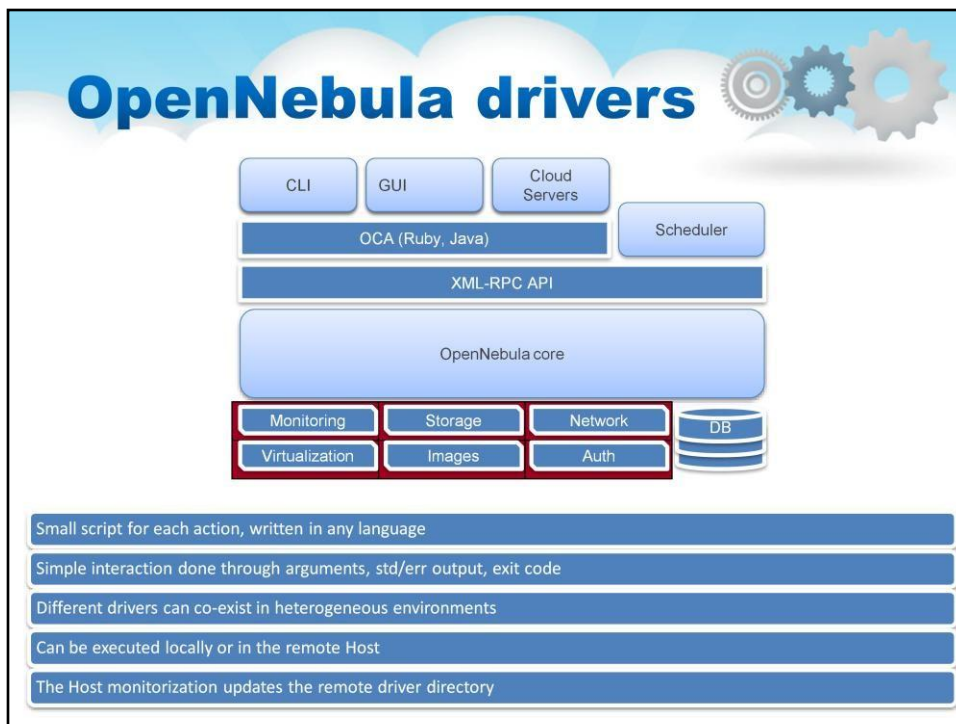 OpenNebula drivers
CLI
GUI
Cloud
Servers
Scheduler
OCA (Ruby, Java)
XML-RPC API
OpenNebula core
Monitoring
Storage
Network
DB
Virtualization
Images
Auth
Small script for each action, written in any language
Simple interaction done through arguments, std/err output, exit code
Different drivers can co-exist in heterogeneous environments
Can be executed locally or in the remote Host
The Host monitorization updates the remote driver directory